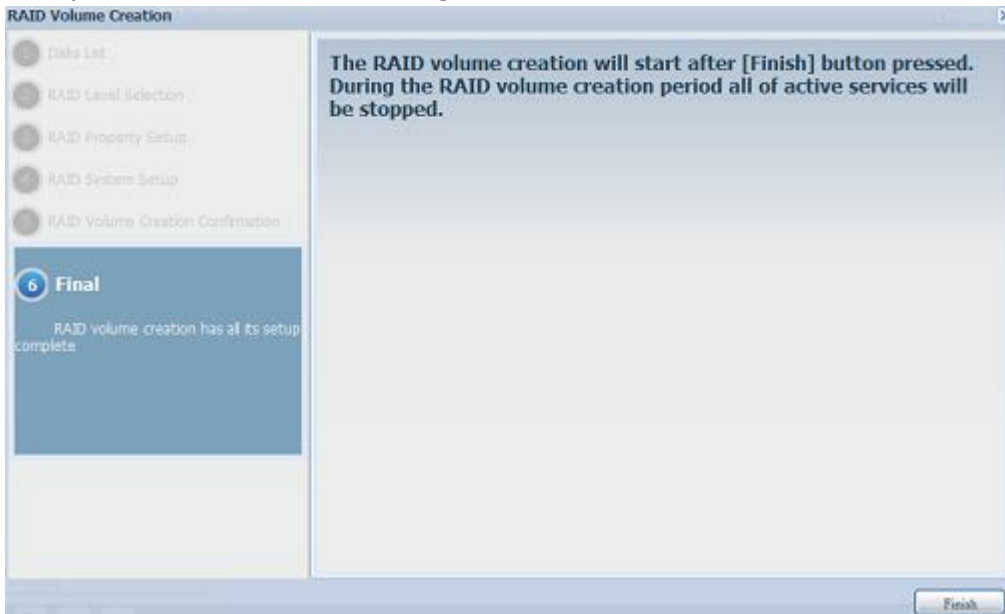 RAID Volume Creation
Disks List
RAID Level Selection
RAID Property Setup
RAID System Setup
RAID Volume Creation Confirmation
6 Final
RAID volume creation has all its setup
complete
The RAID volume creation will start after [Finish] button pressed.
During the RAID volume creation period all of active services will
be stopped.
Finish